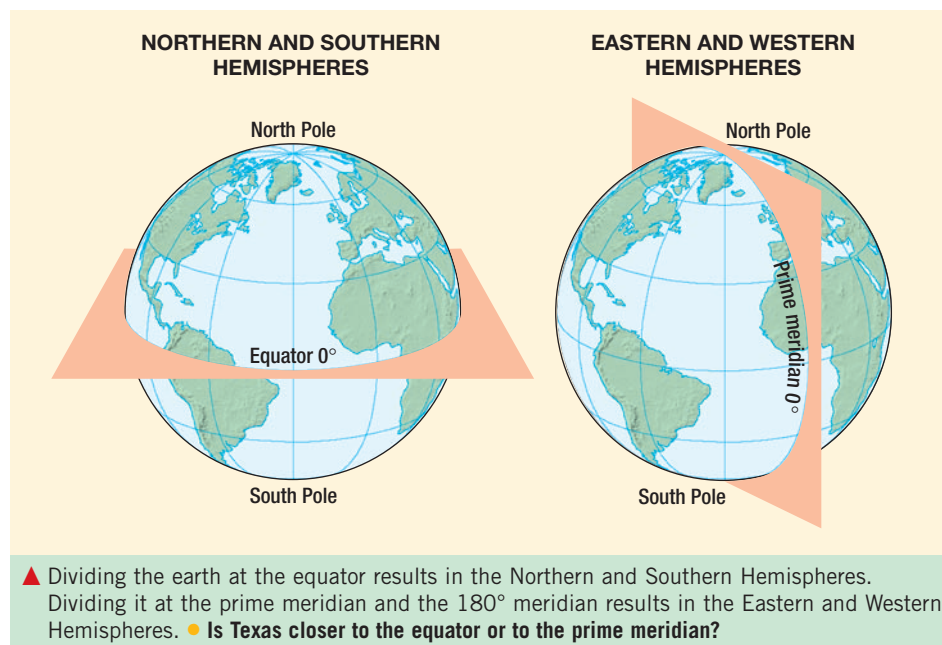 NORTHERN AND SOUTHERN
HEMISPHERES
North Pole
Equator 0°
South Pole
EASTERN AND WESTERN
HEMISPHERES
North Pole
Prime meridian 0°
South Pole
▲ Dividing the earth at the equator results in the Northern and Southern Hemispheres.
Dividing it at the prime meridian and the 180° meridian results in the Eastern and Western
Hemispheres. ● Is Texas closer to the equator or to the prime meridian?